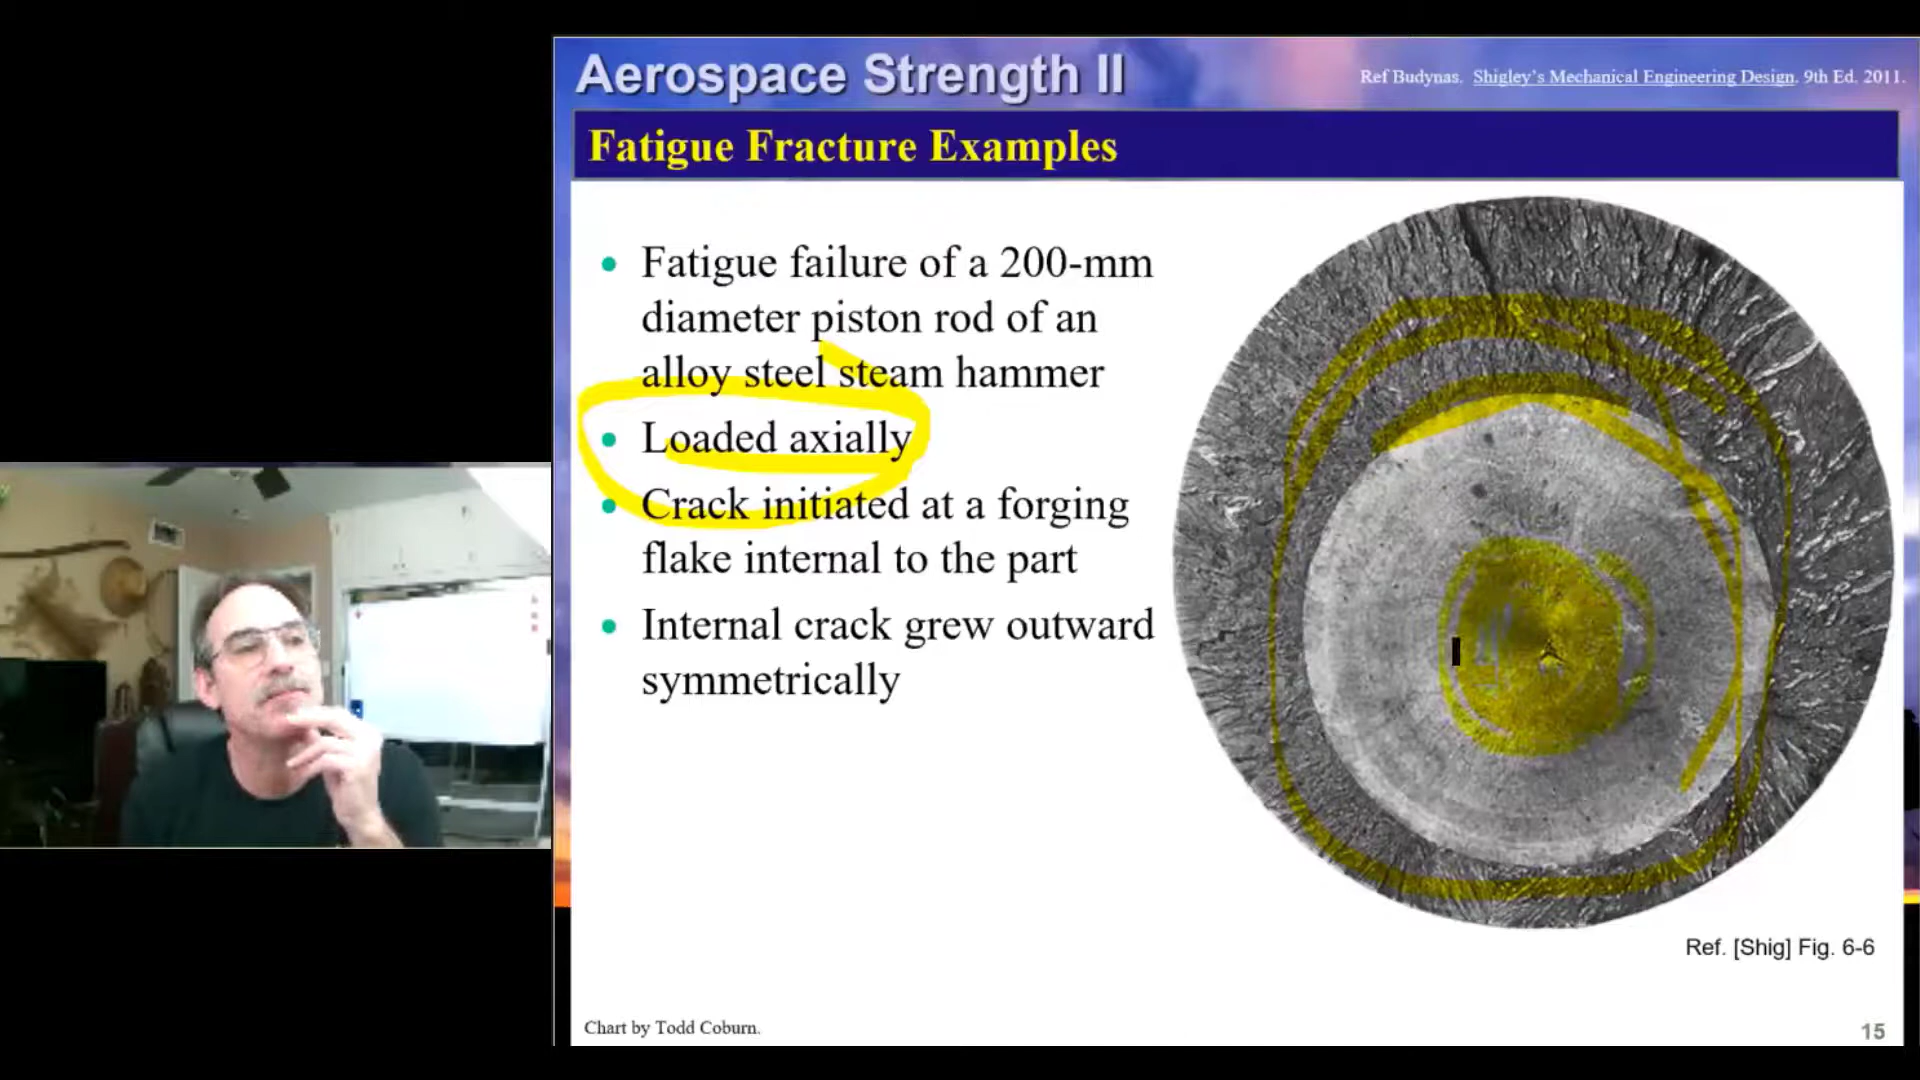 Aerospace Strength II
Ref Budynas. Shigley's Mechanical Engineering Design. 9th Ed. 2011.
Fatigue Fracture Examples
• Fatigue failure of a 200-mm
diameter piston rod of an
alloy steel steam hammer
• Loaded axially
• Crack initiated at a forging
flake internal to the part
• Internal crack grew outward
symmetrically
Ref. [Shig] Fig. 6-6
Chart by Todd Coburn.
15